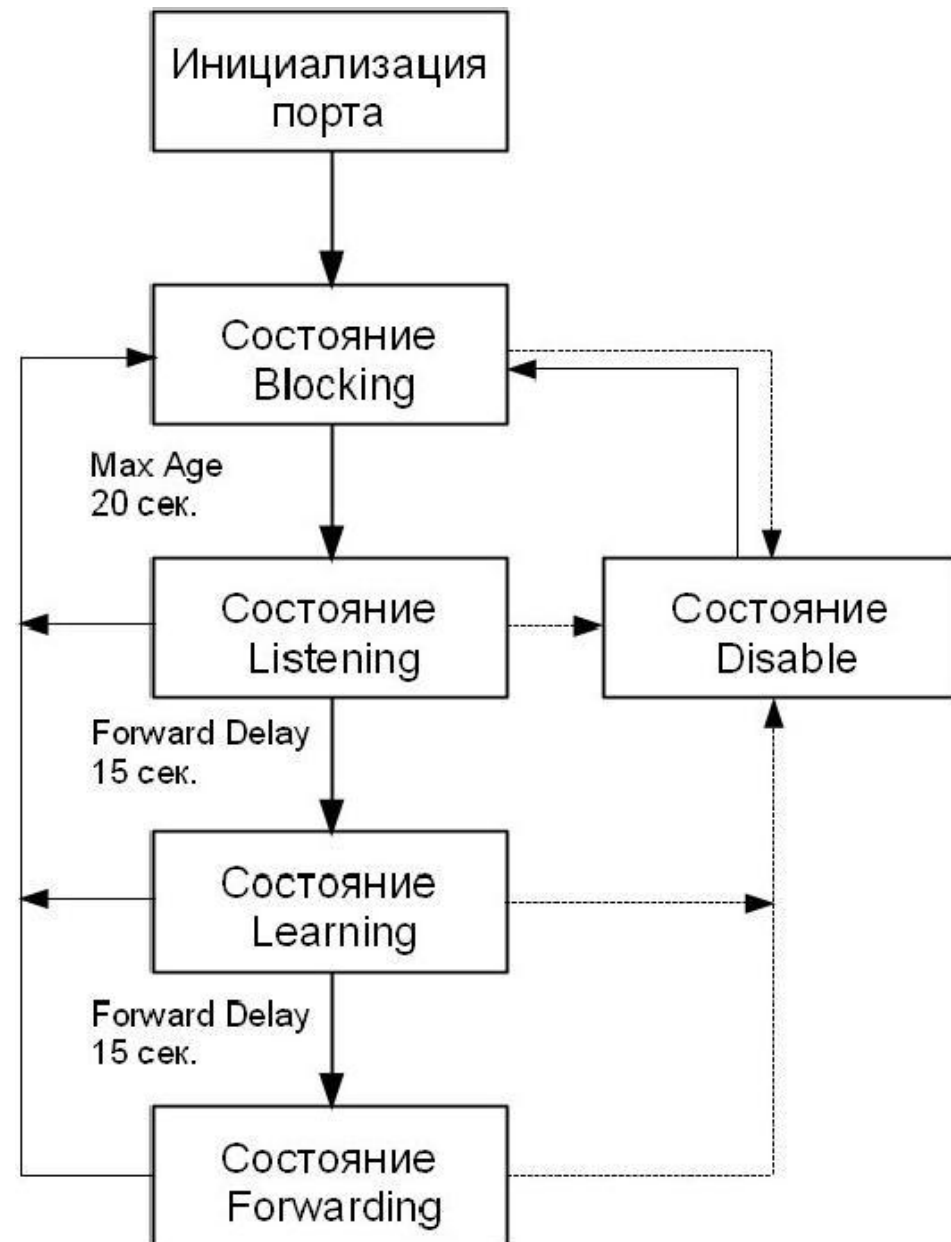 Инициализация
порта
Состояние
Blocking
Max Age
20 сек.
Состояние
Listening
Состояние
Disable
Forward Delay
15 сек.
Состояние
Learning
Forward Delay
15 сек.
Состояние
Forwarding